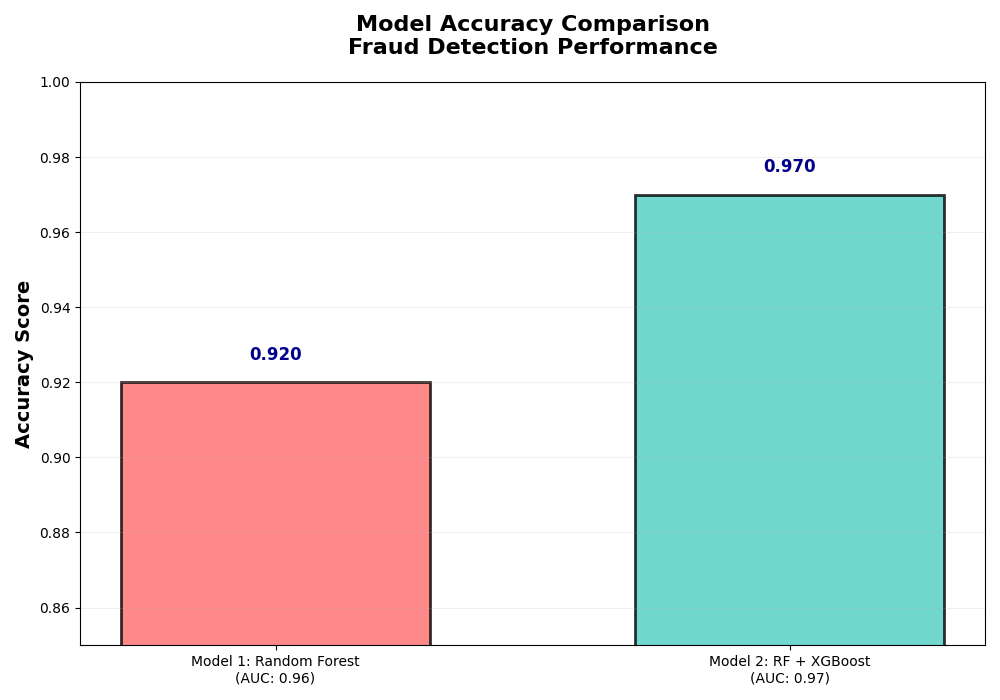 Model Accuracy Comparison
Fraud Detection Performance
Accuracy Score
1.00
0.98
0.96
0.94
0.92
0.90
0.88
0.86
0.920
0.970
Model 1: Random Forest
(AUC: 0.96)
Model 2: RF + XGBoost
(AUC: 0.97)